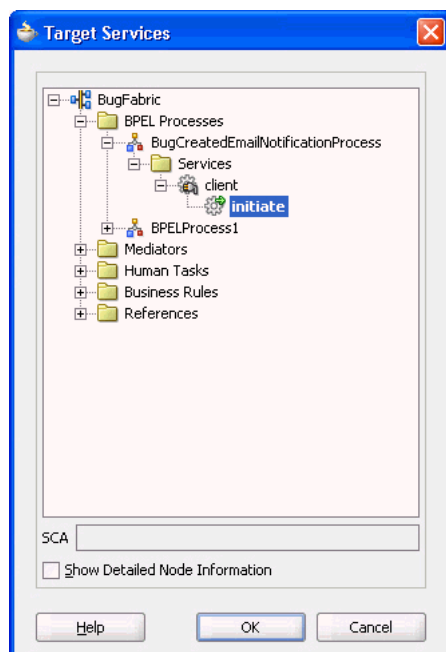 Target Services
BugFabric
BPEL Processes
BugCreatedEmailNotificationProcess
Services
client
initiate
BPELProcess1
Mediators
Human Tasks
Business Rules
References
SCA
Show Detailed Node Information
Help OK Cancel